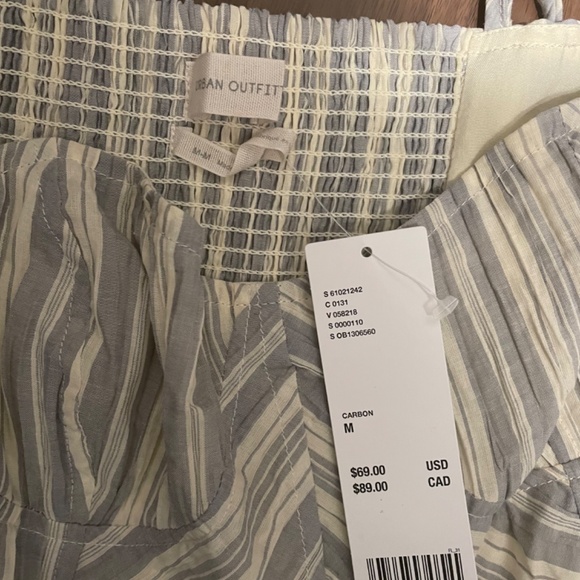 RBAN OUTFIT
M-M
S 61021242
C 0131
V 058218
S 0000110
S OB1306560
CARBON
M
$69.00 USD
$89.00 CAD